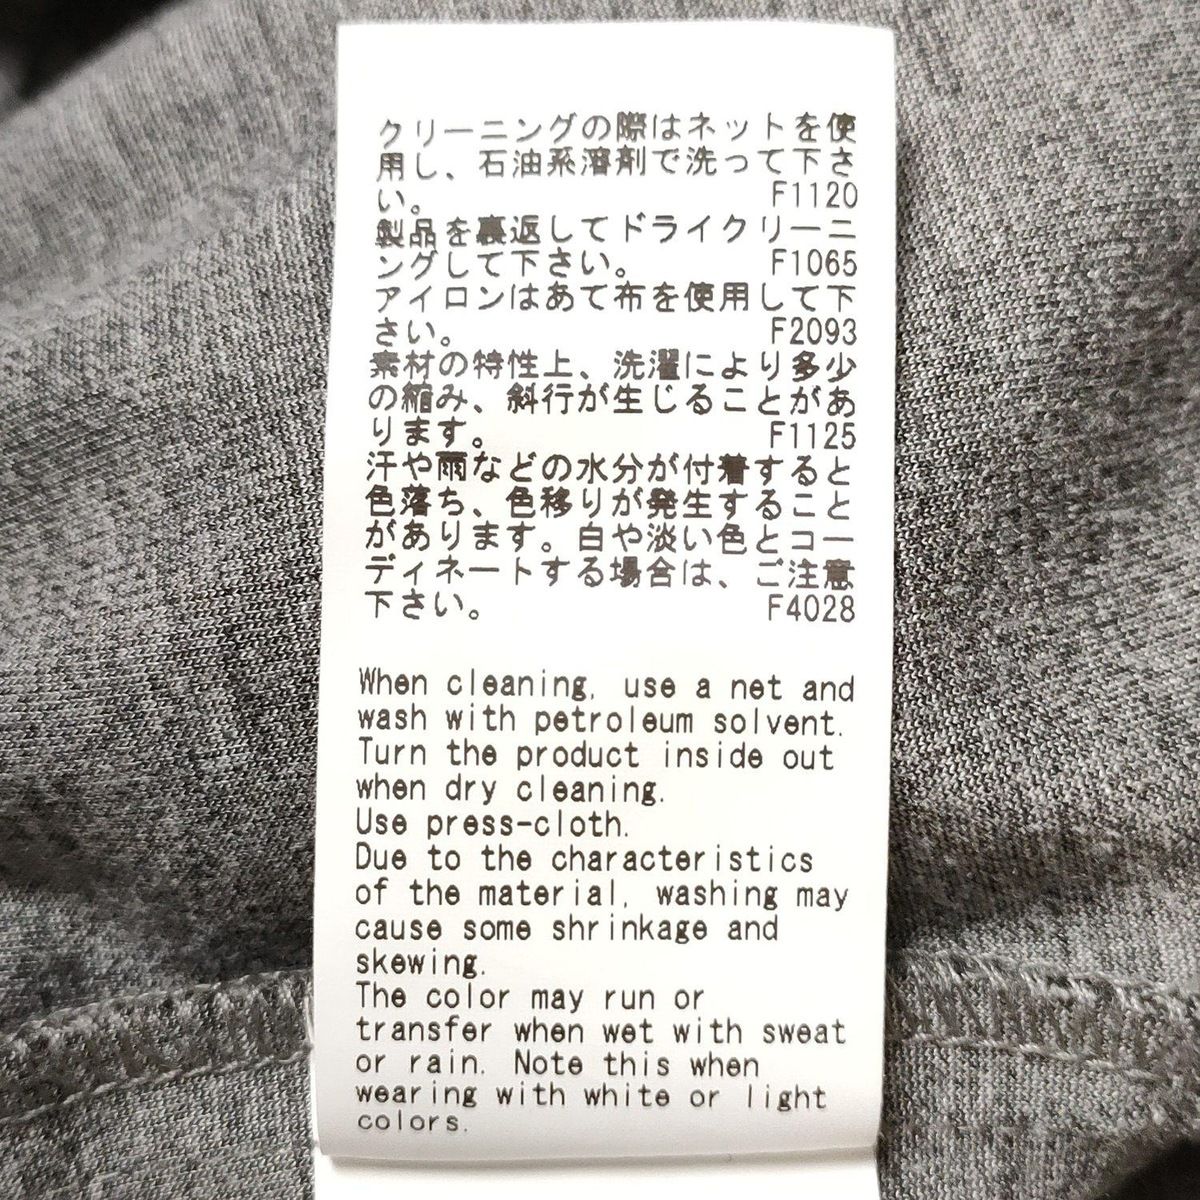 クリーニングの際はネットを使
用し、石油系溶剤で洗って下さ
い。 F1120
製品を裏返してドライクリーニ
ングして下さい。 F1065
アイロンはあて布を使用して下
さい。 F2093
素材の特性上、洗濯により多少
の縮み、斜行が生じることがあ
ります。 F1125
汗や雨などの水分が付着すると
色落ち、色移りが発生すること
があります。白や淡い色とコー
ディネートする場合は、ご注意
下さい。 F4028
When cleaning, use a net and
wash with petroleum solvent.
Turn the product inside out
when dry cleaning.
Use press-cloth.
Due to the characteristics
of the material, washing may
cause some shrinkage and
skewing.
The color may run or
transfer when wet with sweat
or rain. Note this when
wearing with white or light
colors.